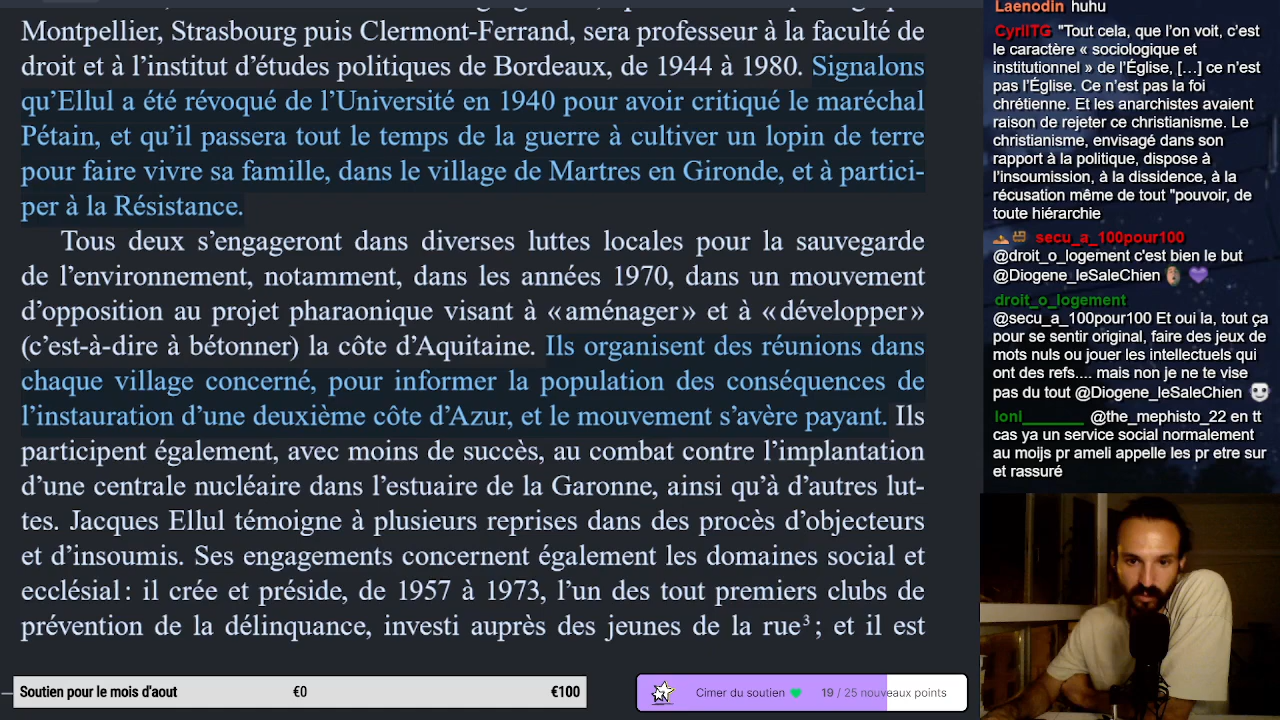 Montpellier, Strasbourg puis Clermont-Ferrand, sera professeur à la faculté de
droit et à l’institut d’études politiques de Bordeaux, de 1944 à 1980. Signalons
qu’Ellul a été révoqué de l’Université en 1940 pour avoir critiqué le maréchal
Pétain, et qu’il passera tout le temps de la guerre à cultiver un lopin de terre
pour faire vivre sa famille, dans le village de Martres en Gironde, et à partici-
per à la Résistance.
Tous deux s’engageront dans diverses luttes locales pour la sauvegarde
de l’environnement, notamment, dans les années 1970, dans un mouvement
d’opposition au projet pharaonique visant à «aménager» et à «développer»
(c’est-à-dire à bétonner) la côte d’Aquitaine. Ils organisent des réunions dans
chaque village concerné, pour informer la population des conséquences de
l’instauration d’une deuxième côte d’Azur, et le mouvement s’avère payant. Ils
participent également, avec moins de succès, au combat contre l’implantation
d’une centrale nucléaire dans l’estuaire de la Garonne, ainsi qu’à d’autres lut-
tes. Jacques Ellul témoigne à plusieurs reprises dans des procès d’objecteurs
et d’insoumis. Ses engagements concernent également les domaines social et
ecclésial : il crée et préside, de 1957 à 1973, l’un des tout premiers clubs de
prévention de la délinquance, investi auprès des jeunes de la rue³ ; et il est
Laenodin huhu
CyrilTG "Tout cela, que l’on voit, c’est
le caractère « sociologique et
institutionnel » de l’Église, […] ce n’est
pas l’Église. Ce n’est pas la foi
chrétienne. Et les anarchistes avaient
raison de rejeter ce christianisme. Le
christianisme, envisagé dans son
rapport à la politique, dispose à
l’insoumission, à la dissidence, à la
récusation même de tout "pouvoir, de
toute hiérarchie
secu_a_100pour100
@droit_o_logement c'est bien le but
@Diogene_leSaleChien
droit_o_logement
@secu_a_100pour100 Et oui la, tout ça
pour se sentir original, faire des jeux de
mots nuls ou jouer les intellectuels qui
ont des refs.... mais non je ne te vise
pas du tout @Diogene_leSaleChien
loni_______ @the_mephisto_22 en tt
cas ya un service social normalement
au moijs pr ameli appelle les pr etre sur
et rassuré
Soutien pour le mois d'aout €0 €100
Cimer du soutien 19 / 25 nouveaux points